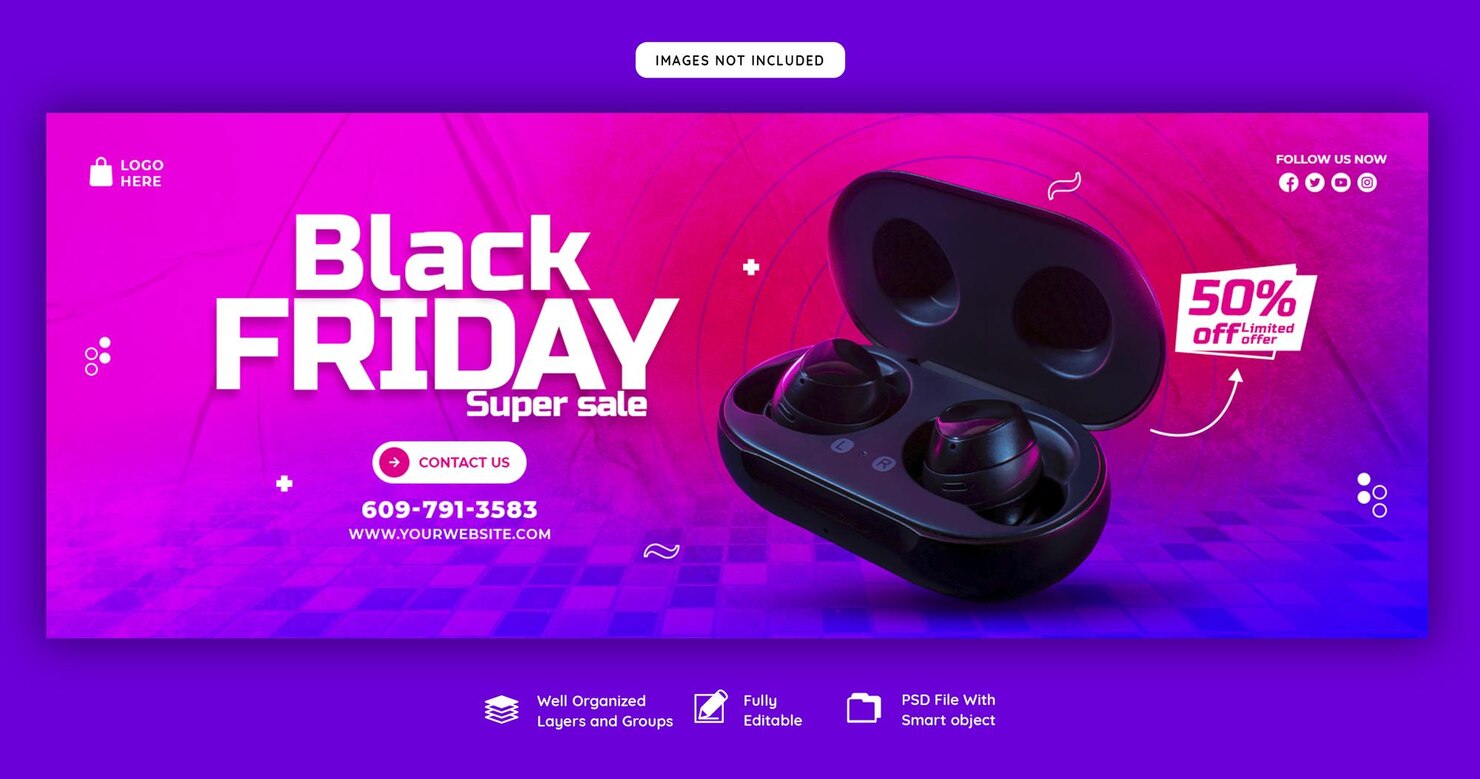 IMAGES NOT INCLUDED
LOGO
HERE
FOLLOW US NOW
Black
FRIDAY
Super sale
50%
off Limited
offer
L
R
CONTACT US
609-791-3583
WWW.YOURWEBSITE.COM
Well Organized
Layers and Groups
Fully
Editable
PSD File With
Smart object